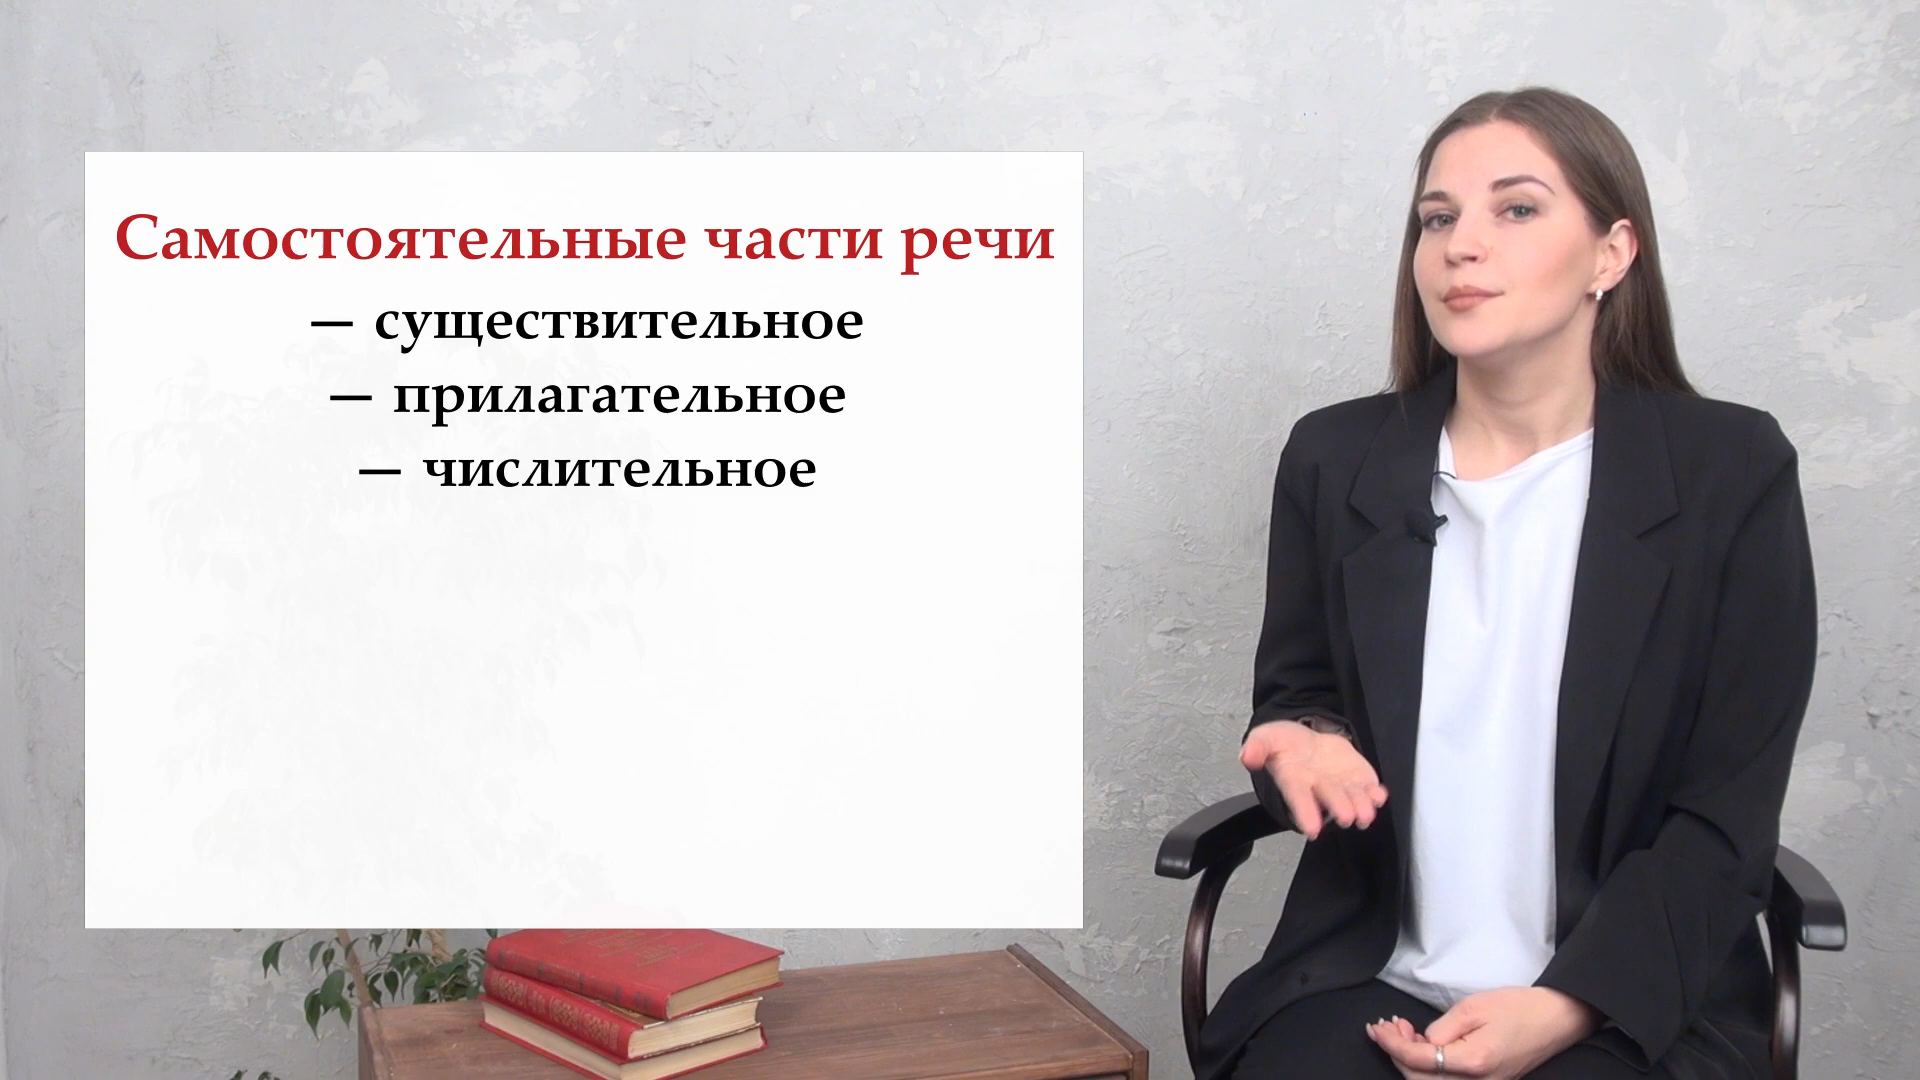 Самостоятельные части речи
— существительное
— прилагательное
— числительное